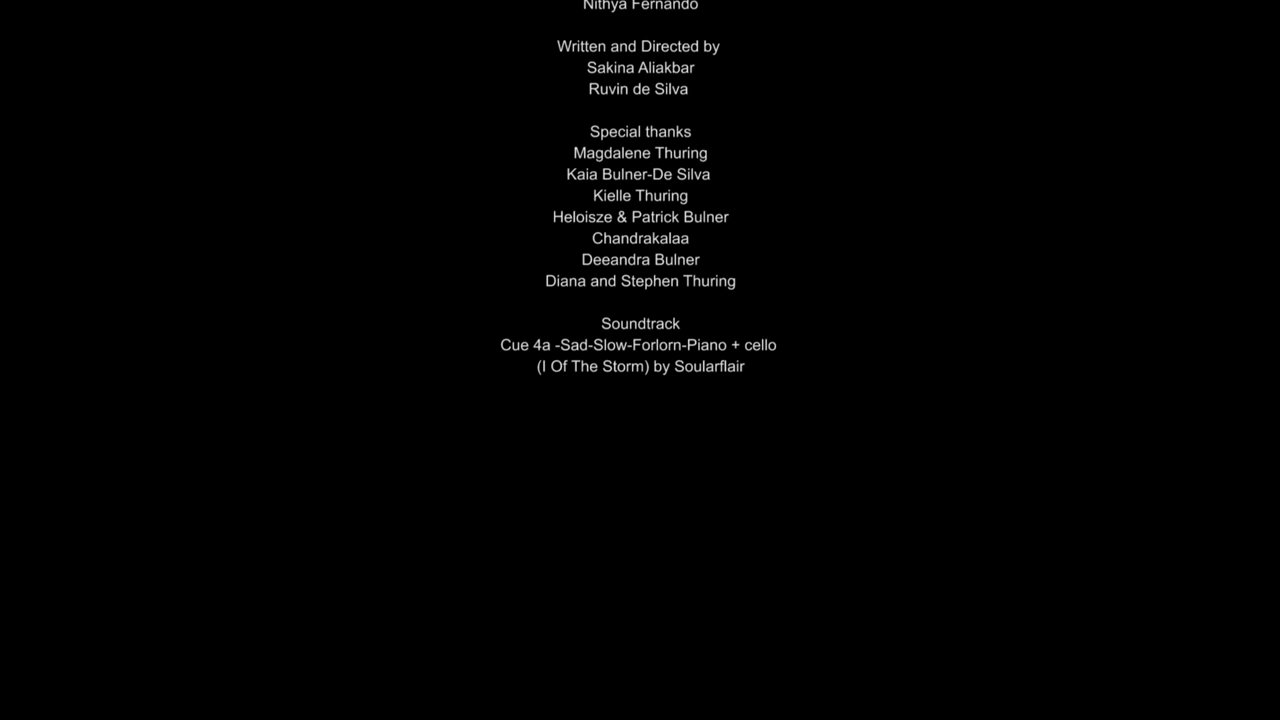 Nithya Fernando
Written and Directed by
Sakina Aliakbar
Ruvin de Silva
Special thanks
Magdalene Thuring
Kaia Bulner-De Silva
Kielle Thuring
Heloisze & Patrick Bulner
Chandrakalaa
Deeandra Bulner
Diana and Stephen Thuring
Soundtrack
Cue 4a -Sad-Slow-Forlorn-Piano + cello
(I Of The Storm) by Soularflair